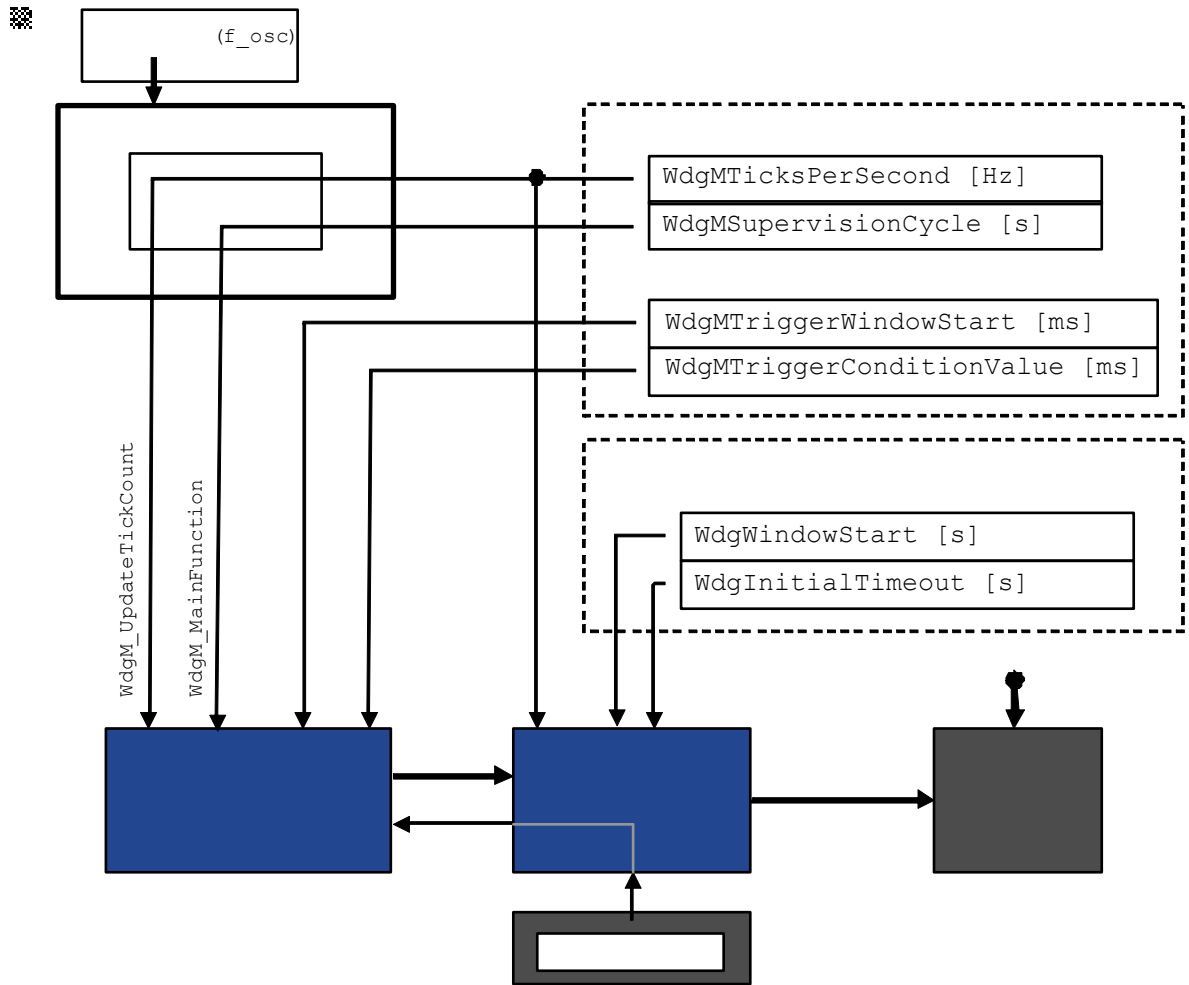 (f_osc)
WdgMTicksPerSecond [Hz]
WdgMSupervisionCycle [s]
WdgMTriggerWindowStart [ms]
WdgMTriggerConditionValue [ms]
WdgM_UpdateTickCount
WdgM_MainFunction
WdgWindowStart [s]
WdgInitialTimeout [s]